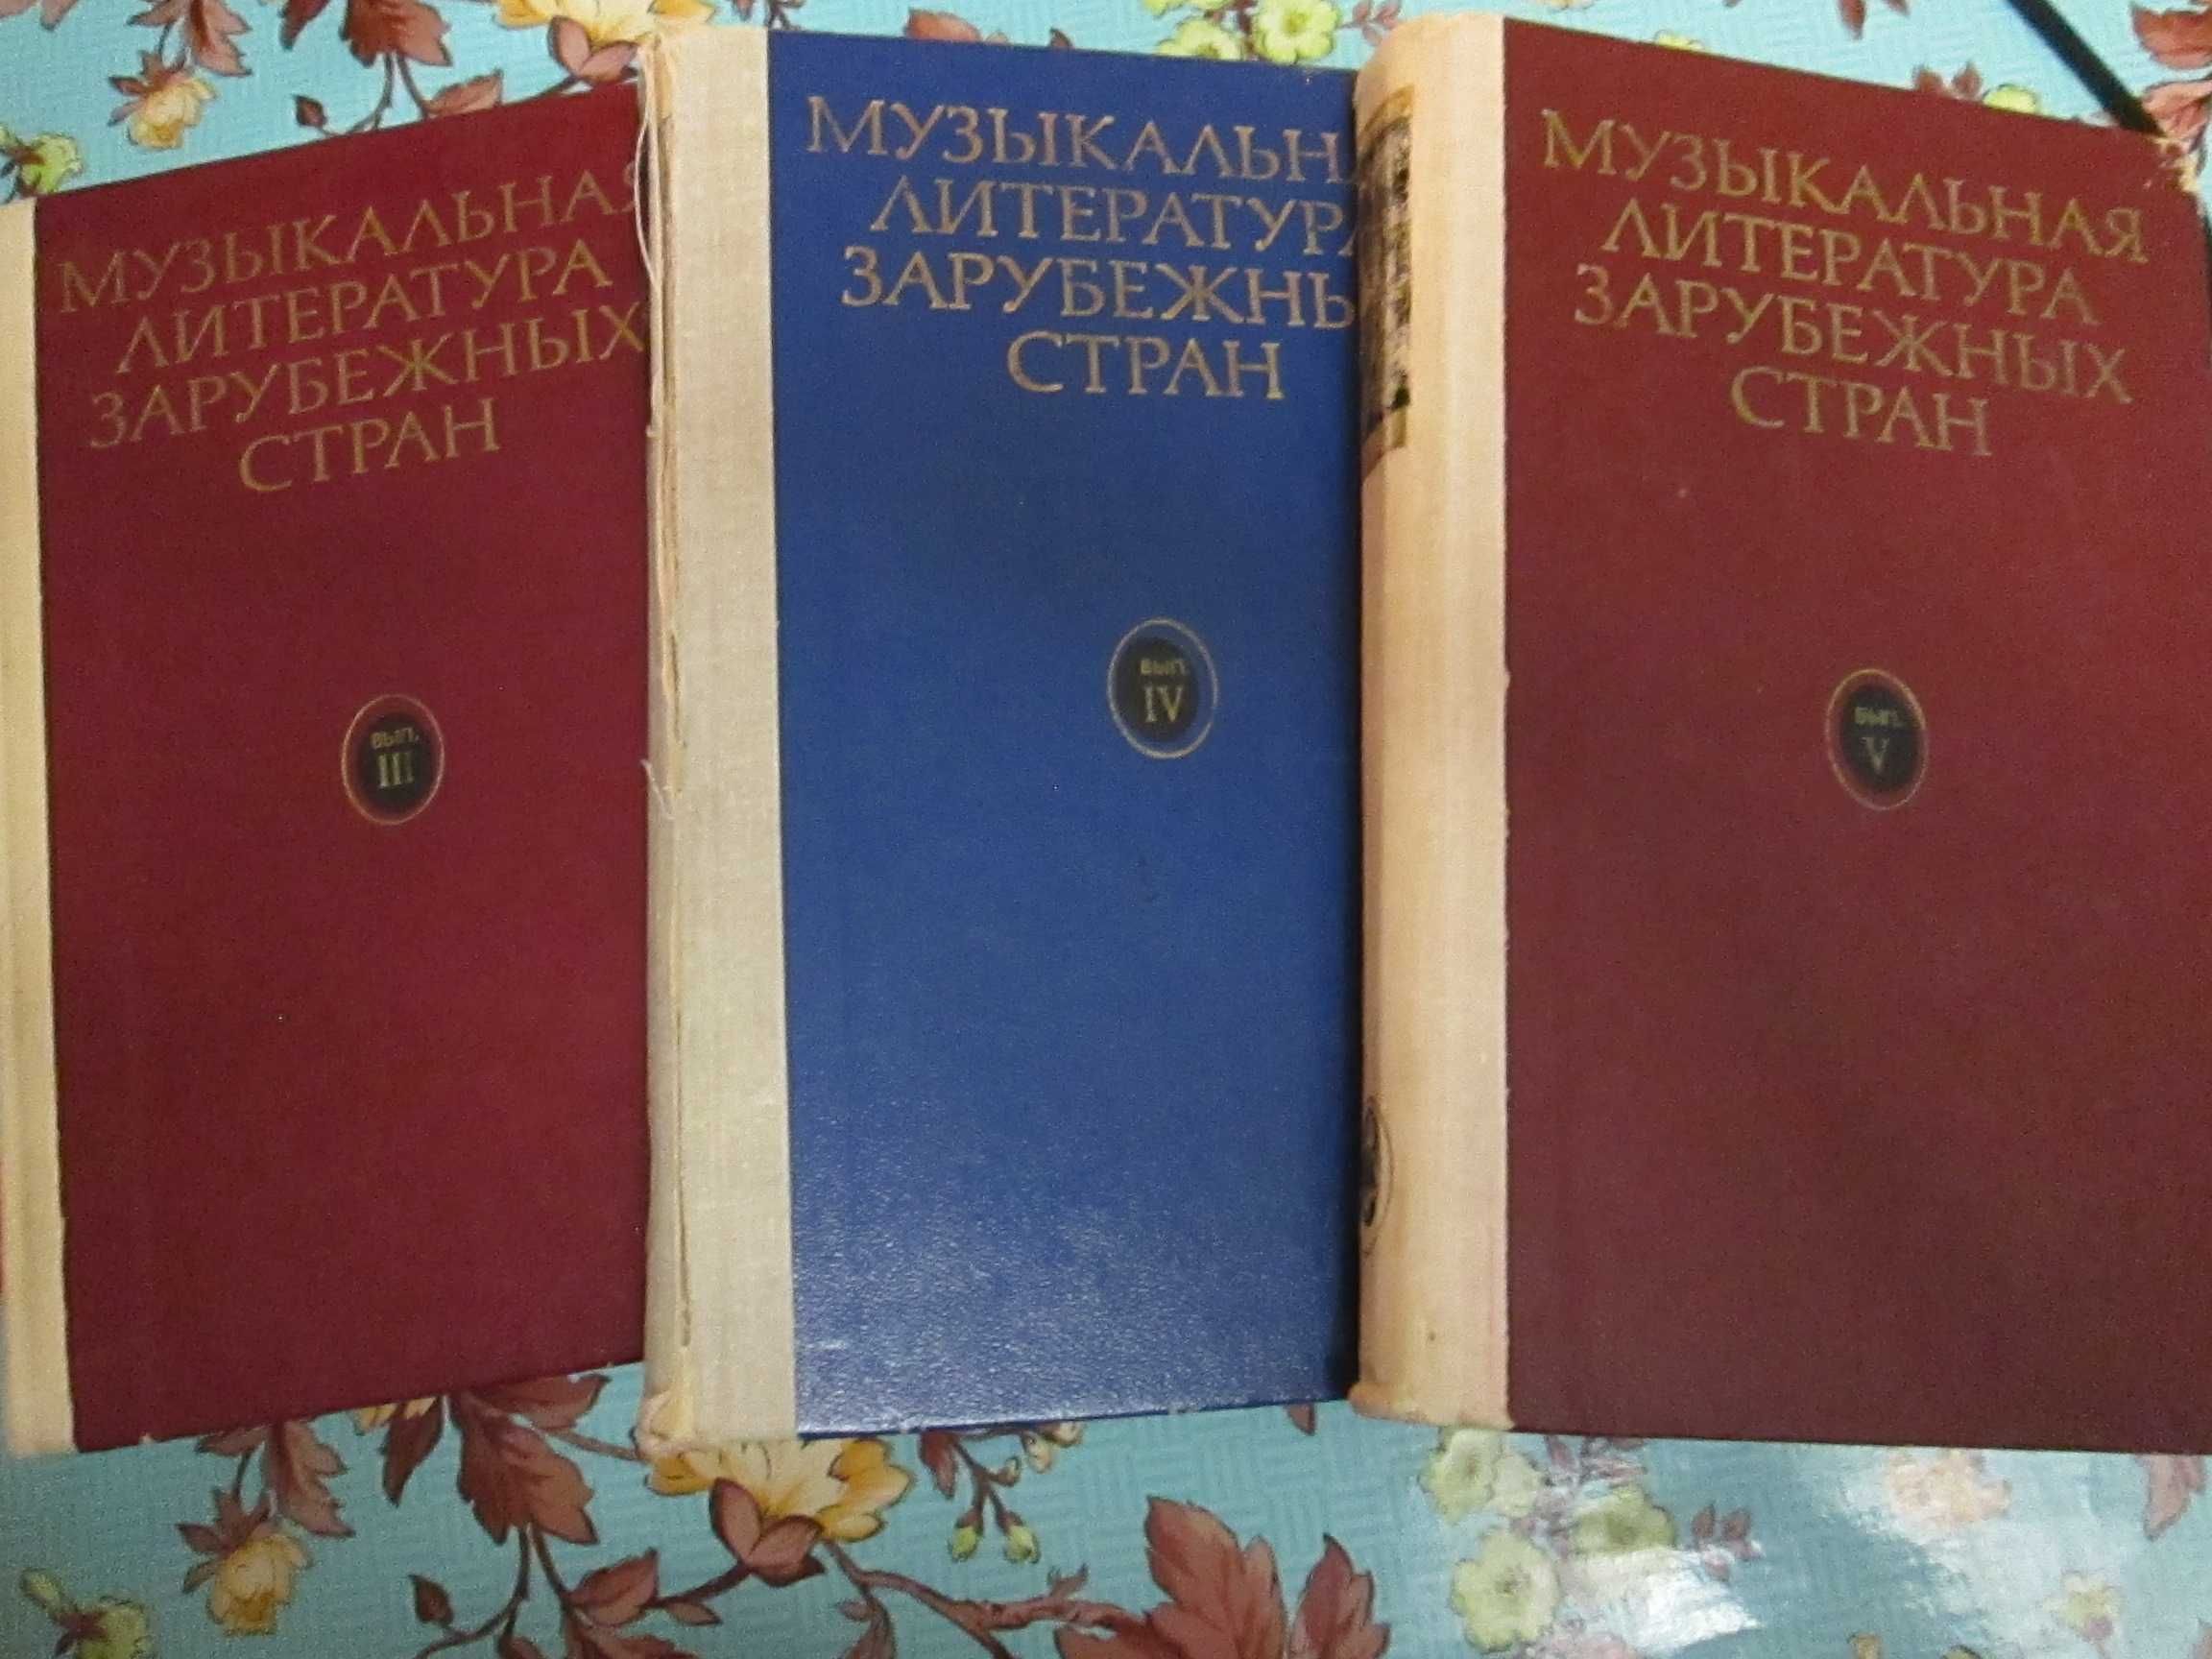 МУЗЫКАЛЬНАЯ
ЛИТЕРАТУРА
ЗАРУБЕЖНЫХ
СТРАН
вып.
III
МУЗЫКАЛЬН
ЛИТЕРАТУР
ЗАРУБЕЖНЫ
СТРАН
вып.
IV
МУЗЫКАЛЬНАЯ
ЛИТЕРАТУРА
ЗАРУБЕЖНЫХ
СТРАН
вып.
V